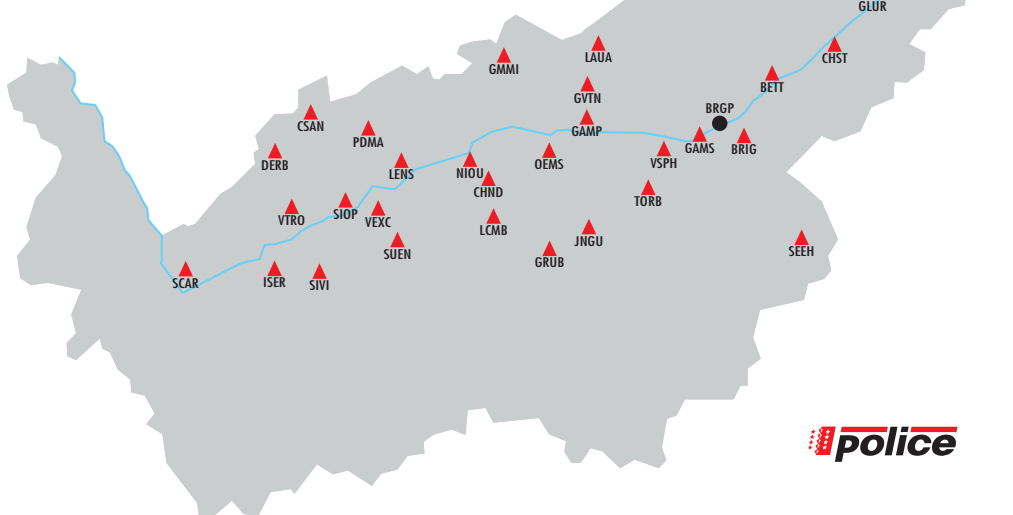 GLUR
CHST
LAUA
GMMI
BETT
GVTN
BRGP
CSAN
GAMP
PDMA
GAMS
BRIG
DERB
OEMS
VSPH
LENS
NIOU
CHND
TORB
VTRO
SIOP
VEXC
LCMB
JNGU
SUEN
GRUB
SEEH
SCAR
ISER
SIVI
police